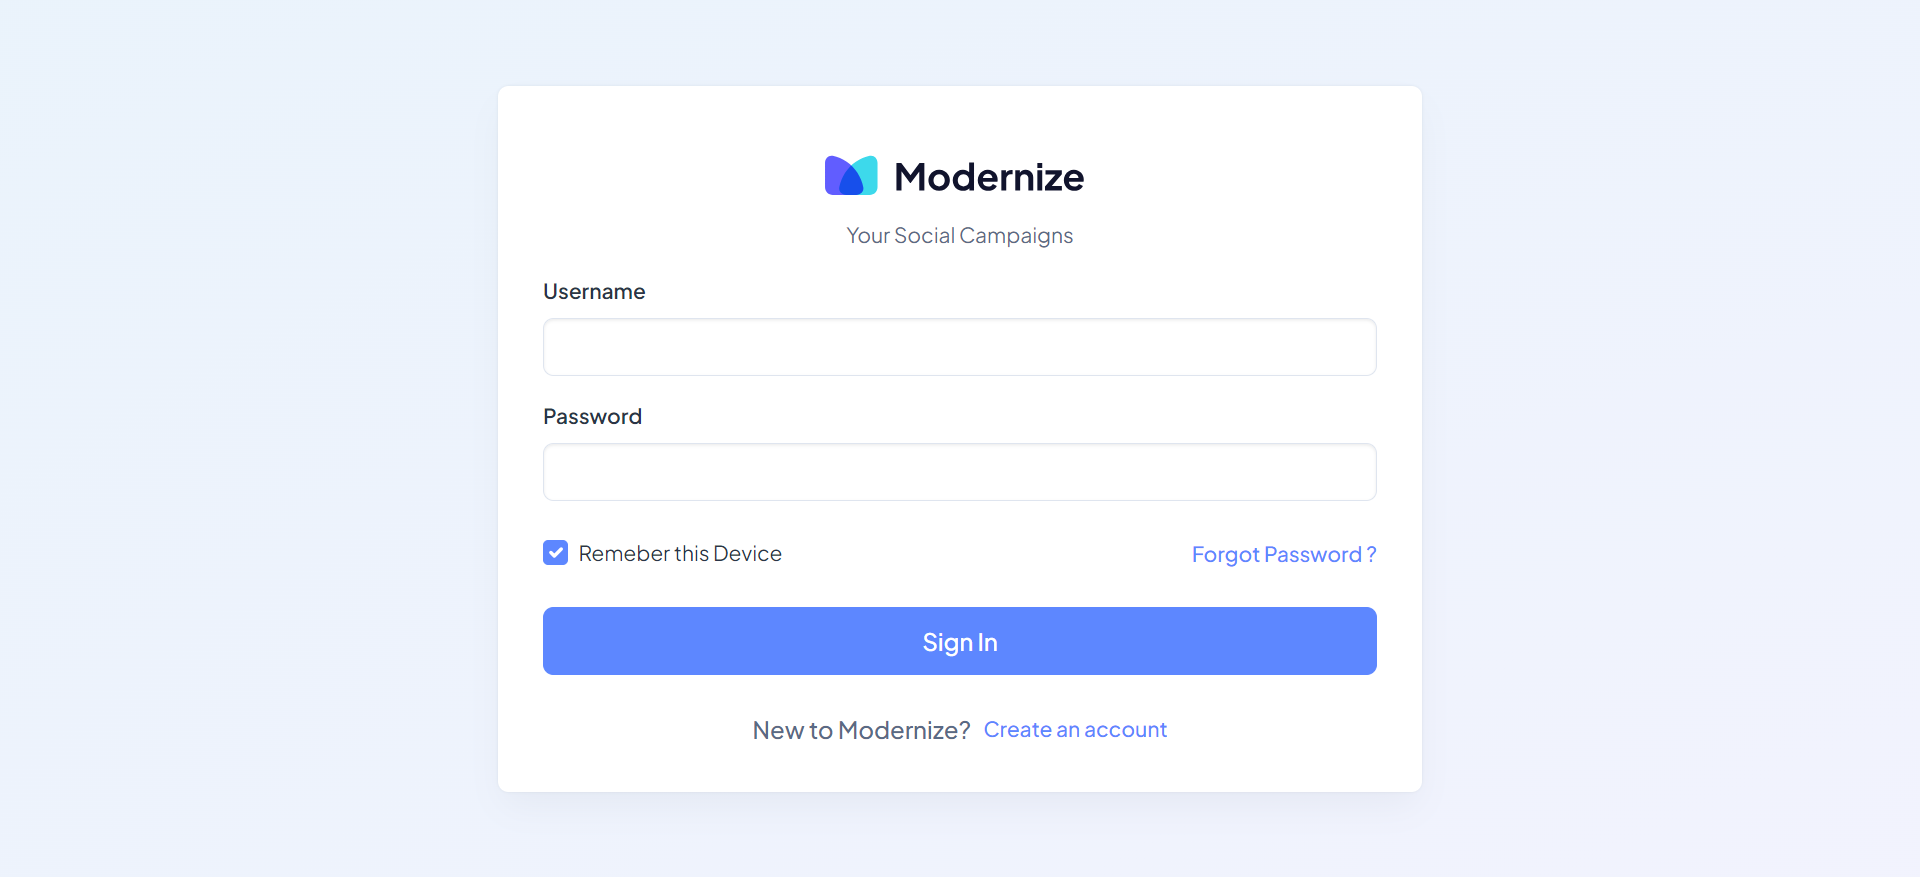 Modernize
Your Social Campaigns
Username
Password
Remeber this Device
Forgot Password ?
Sign In
New to Modernize? Create an account